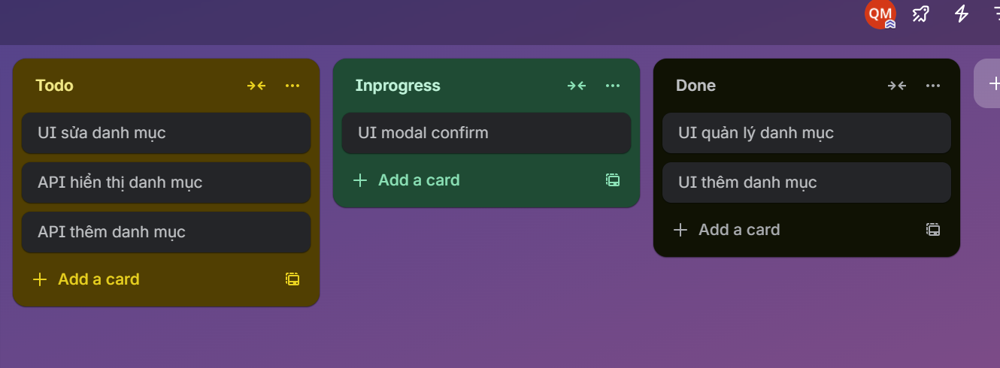 QM
Todo
UI sửa danh mục
API hiển thị danh mục
API thêm danh mục
Add a card
Inprogress
UI modal confirm
Add a card
Done
UI quản lý danh mục
UI thêm danh mục
Add a card